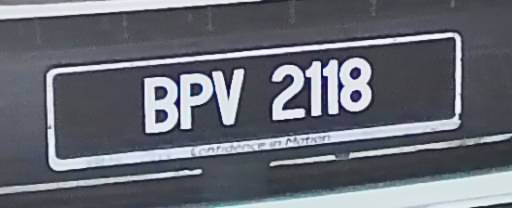 BPV 2118
Confidence in Motion